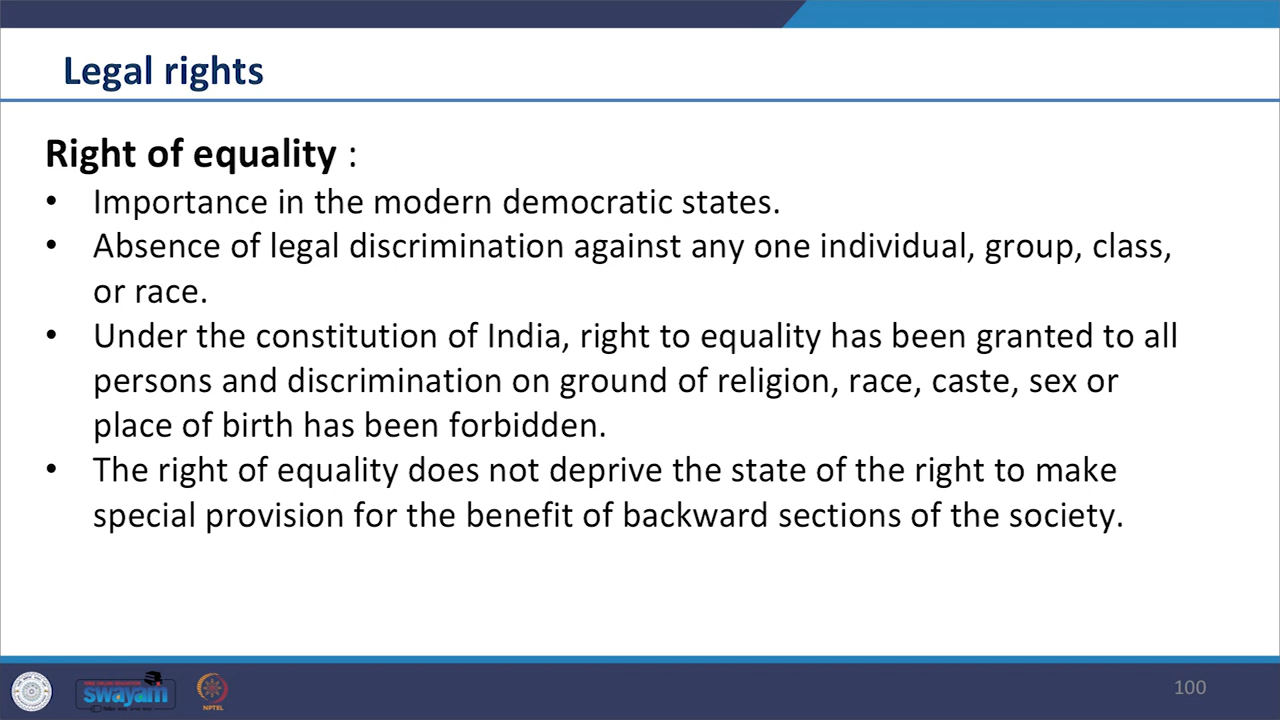 Legal rights
Right of equality :
• Importance in the modern democratic states.
• Absence of legal discrimination against any one individual, group, class,
or race.
• Under the constitution of India, right to equality has been granted to all
persons and discrimination on ground of religion, race, caste, sex or
place of birth has been forbidden.
• The right of equality does not deprive the state of the right to make
special provision for the benefit of backward sections of the society.
swayam
NPTEL
100